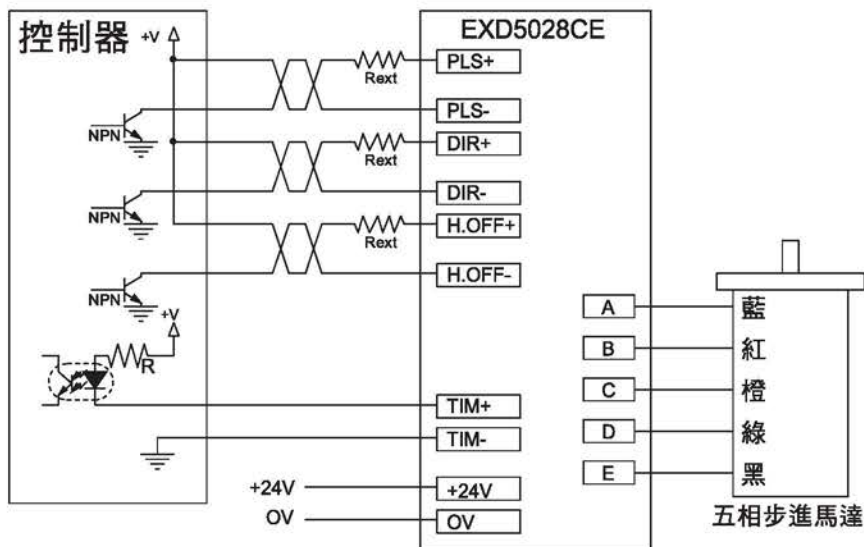 控制器
+V
EXD5028CE
Rext
PLS+
NPN
PLS-
Rext
DIR+
NPN
DIR-
Rext
H.OFF+
NPN
H.OFF-
+V
R
A
藍
B
紅
C
橙
D
綠
E
黑
TIM+
TIM-
+24V
+24V
OV
OV
五相步進馬達